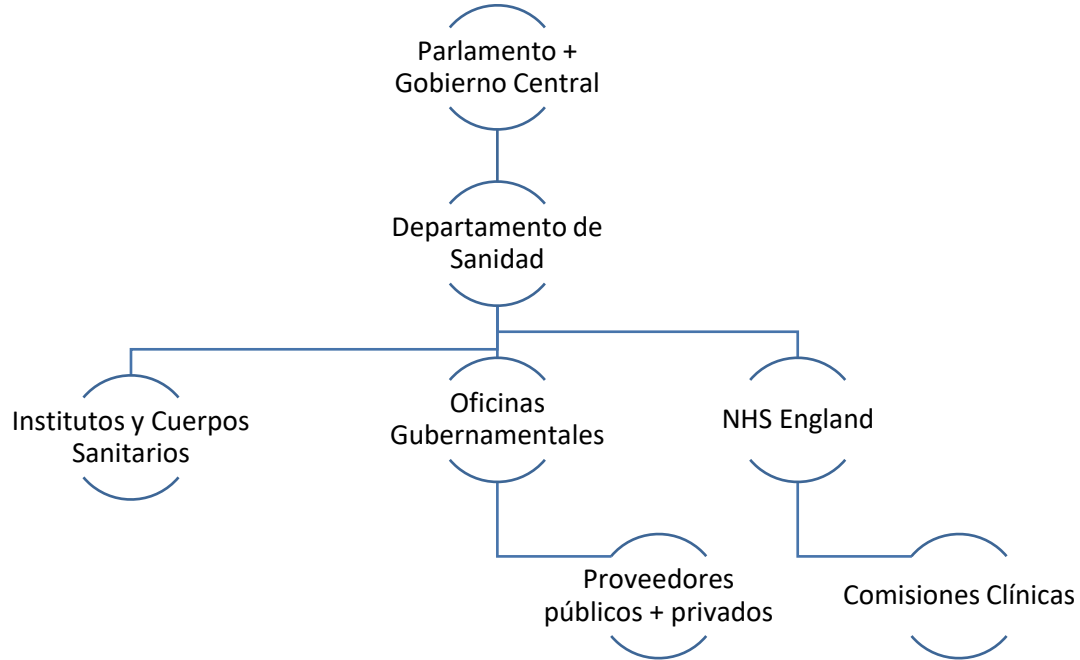 Parlamento +
Gobierno Central
Departamento de
Sanidad
Institutos y Cuerpos
Sanitarios
Oficinas
Gubernamentales
NHS England
Proveedores
públicos + privados
Comisiones Clínicas